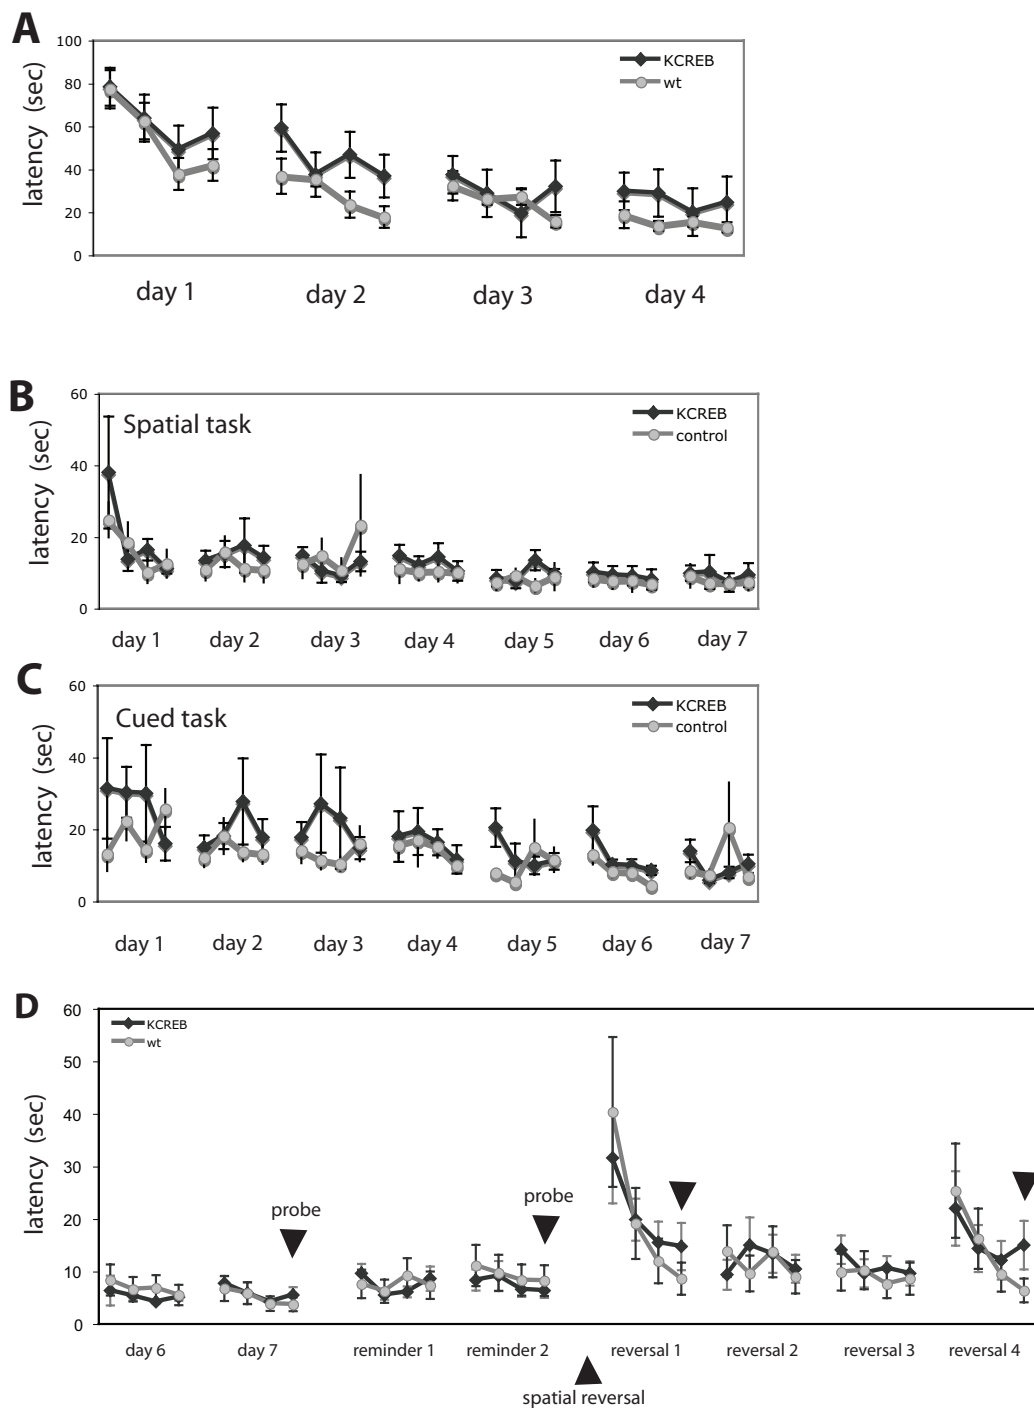 A
100
80
60
40
20
0
latency (sec)
KCREB
wt
day 1
day 2
day 3
day 4
B
60
40
20
0
latency (sec)
Spatial task
KCREB
control
day 1
day 2
day 3
day 4
day 5
day 6
day 7
C
60
40
20
0
latency (sec)
Cued task
KCREB
control
day 1
day 2
day 3
day 4
day 5
day 6
day 7
D
60
50
40
30
20
10
0
latency (sec)
KCREB
wt
probe
probe
day 6
day 7
reminder 1
reminder 2
reversal 1
reversal 2
reversal 3
reversal 4
spatial reversal